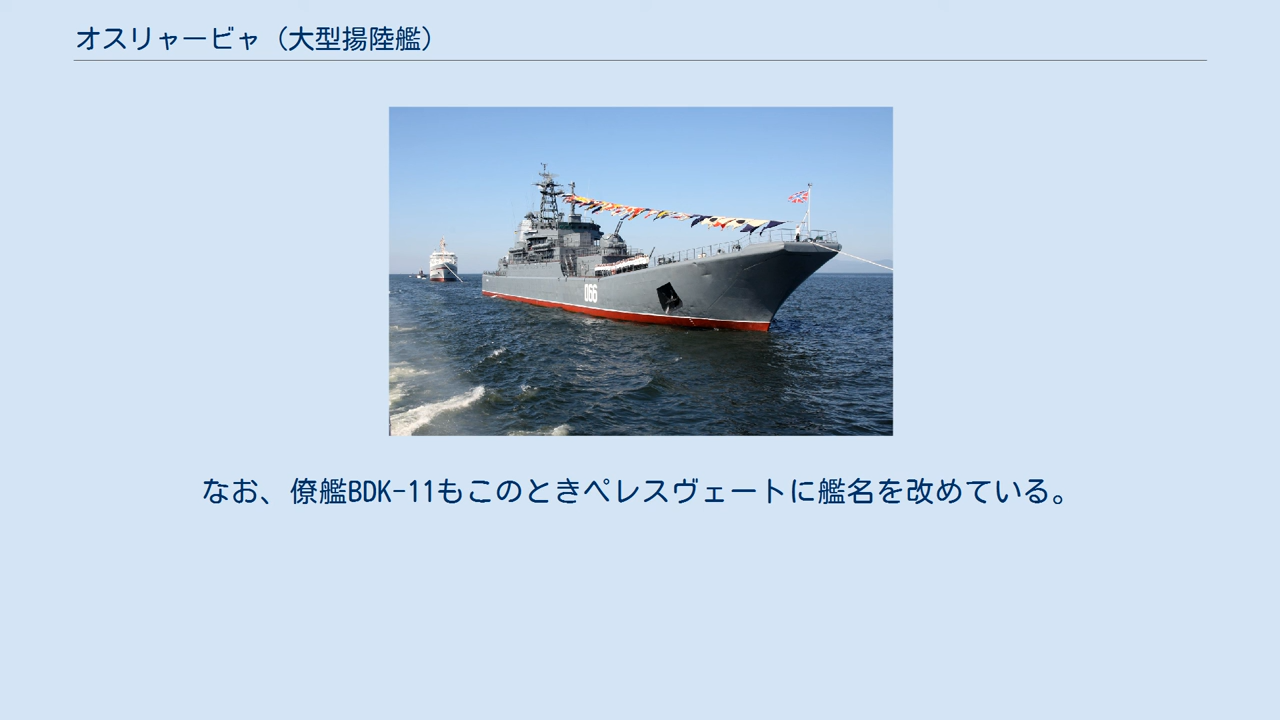 オスリャービャ（大型揚陸艦）
066
なお、僚艦BDK-11もこのときペレスヴェートに艦名を改めている。